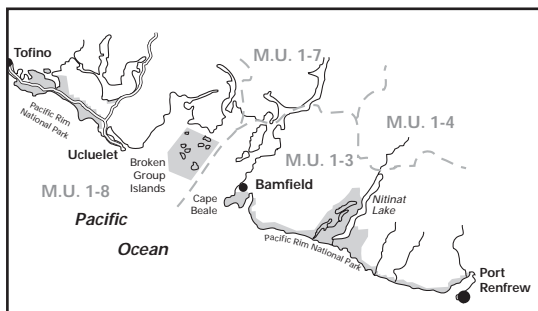 Tofino
M.U. 1-7
Pacific Rim
National Park
M.U. 1-4
Ucluelet
Broken
Group
Islands
M.U. 1-3
M.U. 1-8
Bamfield
Cape
Beale
Nitinat
Lake
Pacific
Ocean
Pacific Rim National Park
Port
Renfrew